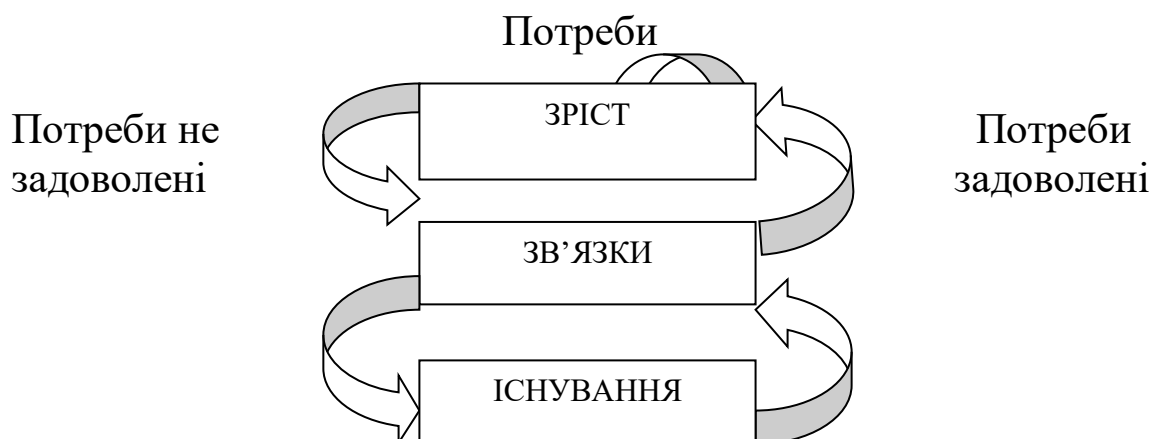 Потреби
ЗРІСТ
Потреби не
задоволені
Потреби
задоволені
ЗВ’ЯЗКИ
ІСНУВАННЯ